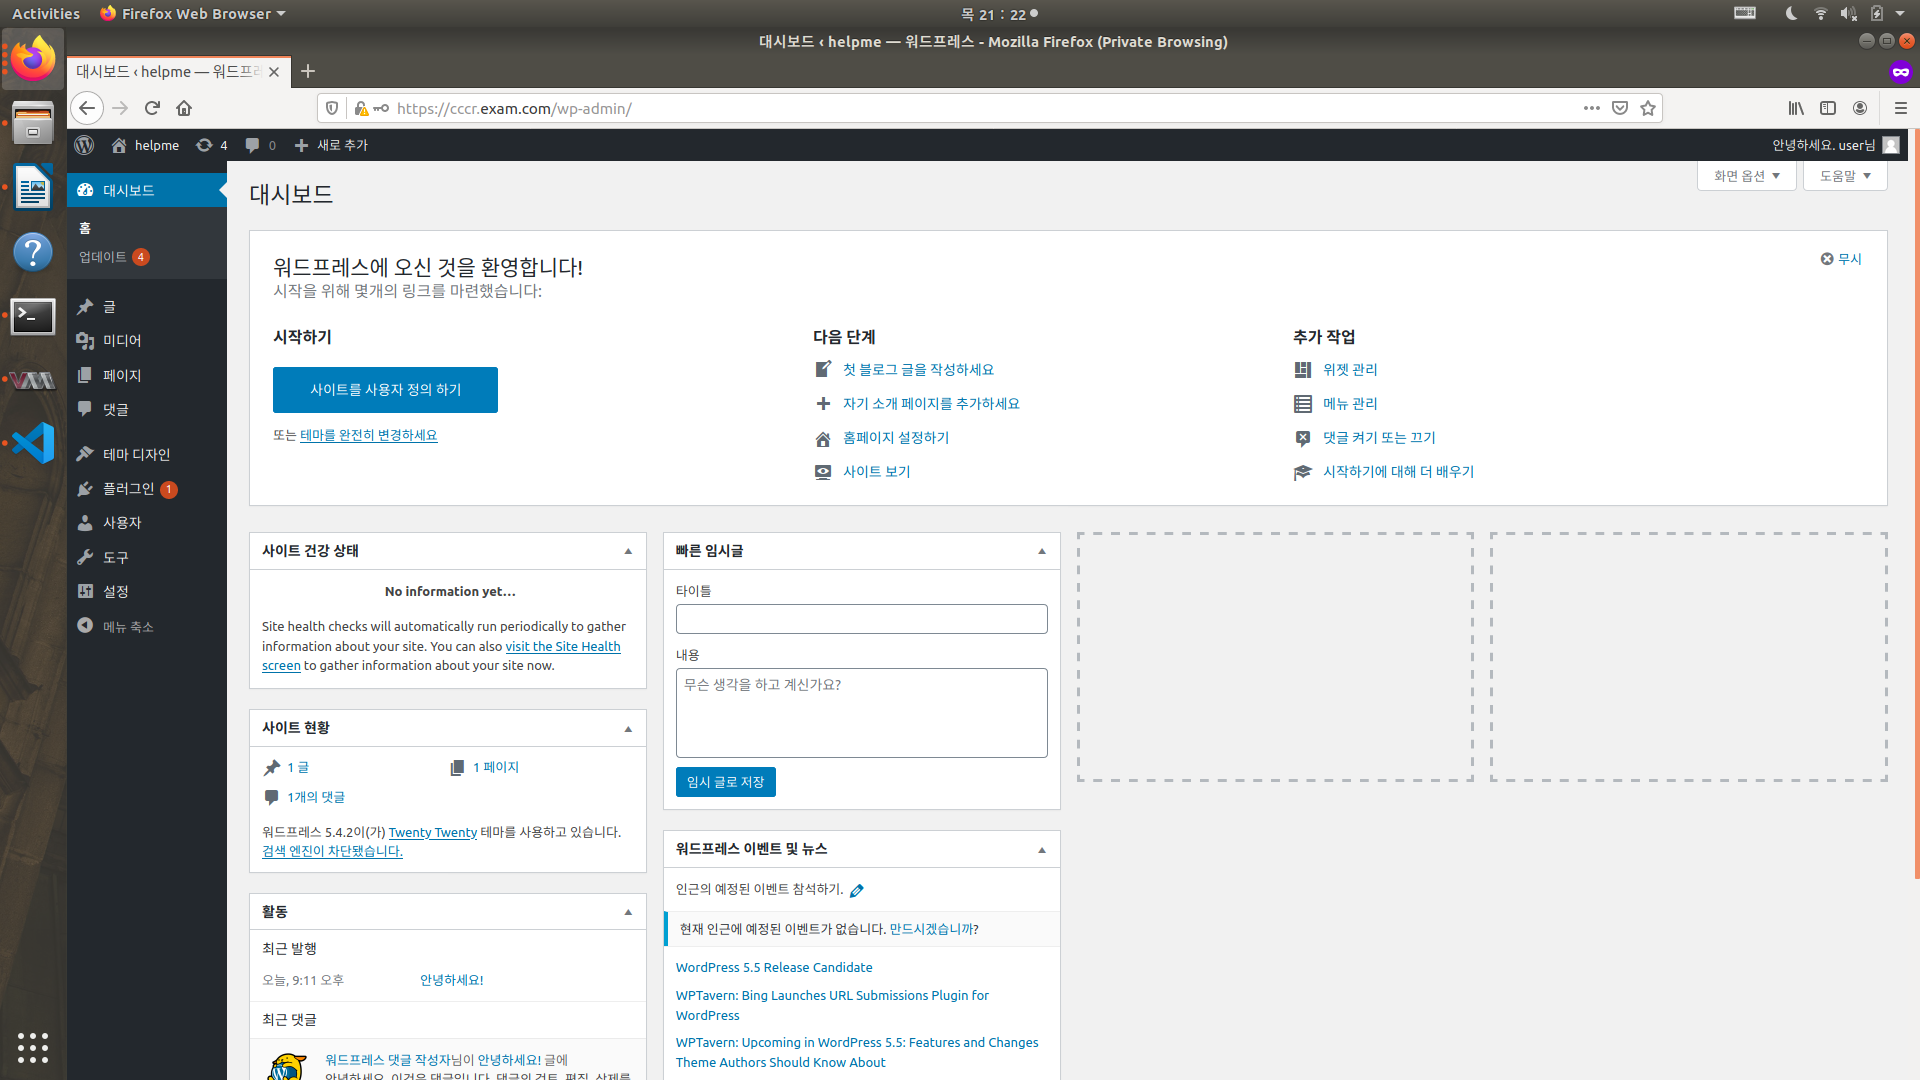 Activities
Firefox Web Browser
목 21 : 22
대시보드 ‹ helpme — 워드프레스 - Mozilla Firefox (Private Browsing)
대시보드 ‹ helpme — 워드프레
https://cccr.exam.com/wp-admin/
helpme
4
0
새로 추가
안녕하세요. user님
대시보드
홈
업데이트 4
글
미디어
페이지
댓글
테마 디자인
플러그인 1
사용자
도구
설정
메뉴 축소
대시보드
화면 옵션
도움말
워드프레스에 오신 것을 환영합니다!
시작을 위해 몇개의 링크를 마련했습니다:
무시
시작하기
사이트를 사용자 정의 하기
또는 테마를 완전히 변경하세요
다음 단계
첫 블로그 글을 작성하세요
자기 소개 페이지를 추가하세요
홈페이지 설정하기
사이트 보기
추가 작업
위젯 관리
메뉴 관리
댓글 켜기 또는 끄기
시작하기에 대해 더 배우기
사이트 건강 상태
No information yet…
Site health checks will automatically run periodically to gather
information about your site. You can also visit the Site Health
screen to gather information about your site now.
사이트 현황
1 글
1 페이지
1개의 댓글
워드프레스 5.4.2이(가) Twenty Twenty 테마를 사용하고 있습니다.
검색 엔진이 차단됐습니다.
활동
최근 발행
오늘, 9:11 오후
안녕하세요!
최근 댓글
워드프레스 댓글 작성자님이 안녕하세요! 글에
안녕하세요, 이것은 댓글입니다. 댓글의 검토, 편집, 삭제를
빠른 임시글
타이틀
내용
무슨 생각을 하고 계신가요?
임시 글로 저장
워드프레스 이벤트 및 뉴스
인근의 예정된 이벤트 참석하기.
현재 인근에 예정된 이벤트가 없습니다. 만드시겠습니까?
WordPress 5.5 Release Candidate
WPTavern: Bing Launches URL Submissions Plugin for
WordPress
WPTavern: Upcoming in WordPress 5.5: Features and Changes
Theme Authors Should Know About